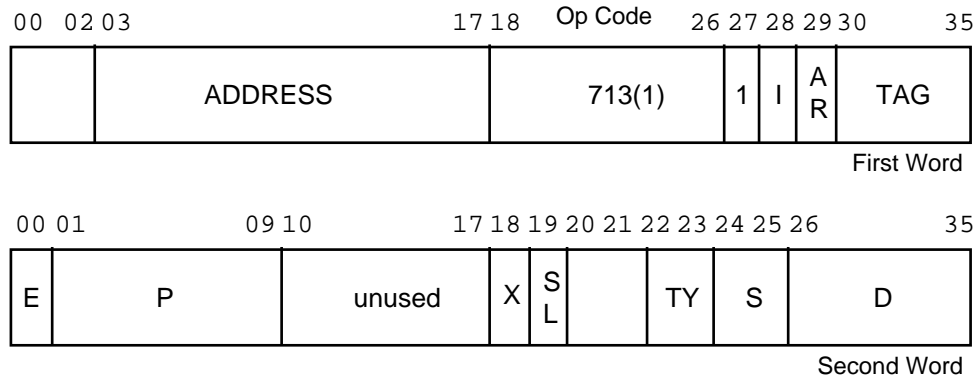 00 02 03 17 18 Op Code 26 27 28 29 30 35
ADDRESS 713(1) 1 I A R TAG
First Word
00 01 09 10 17 18 19 20 21 22 23 24 25 26 35
E P unused X S L TY S D
Second Word